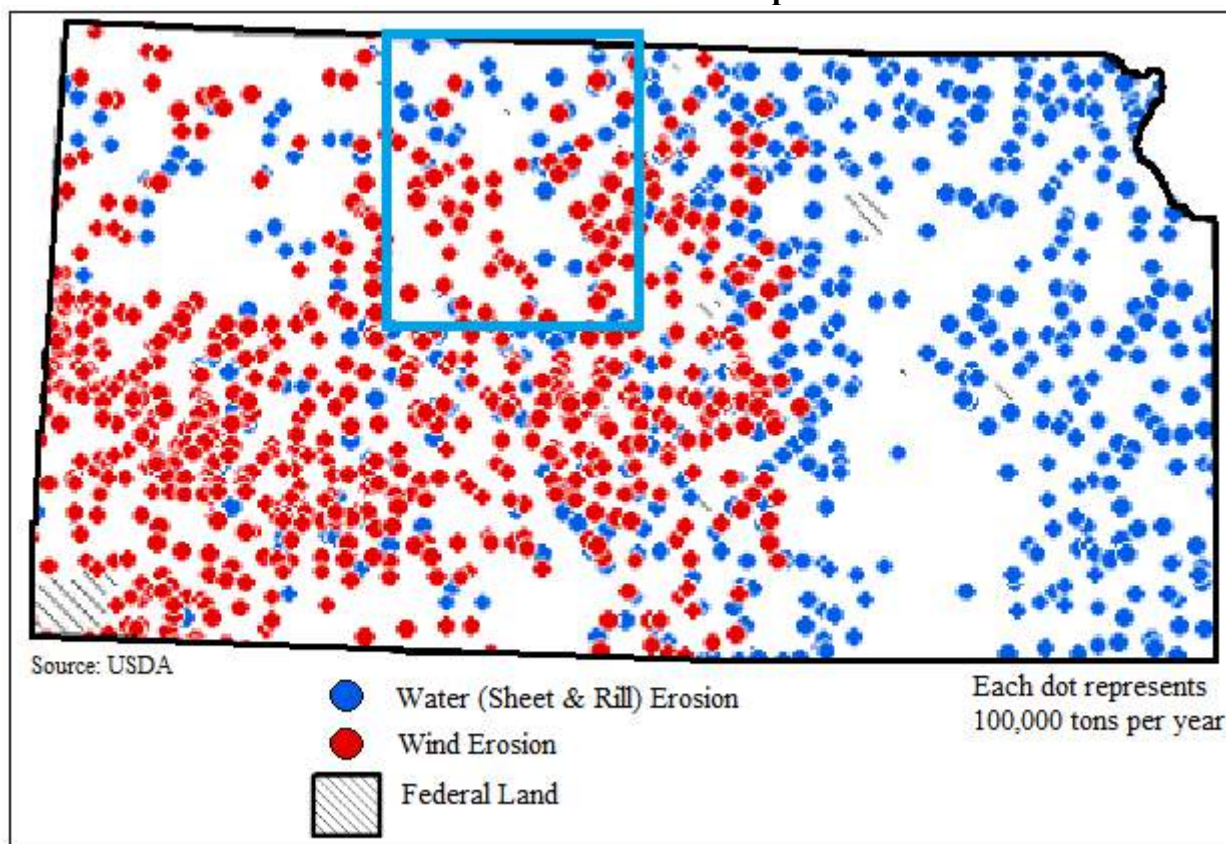 Source: USDA
Water (Sheet & Rill) Erosion
Wind Erosion
Federal Land
Each dot represents
100,000 tons per year